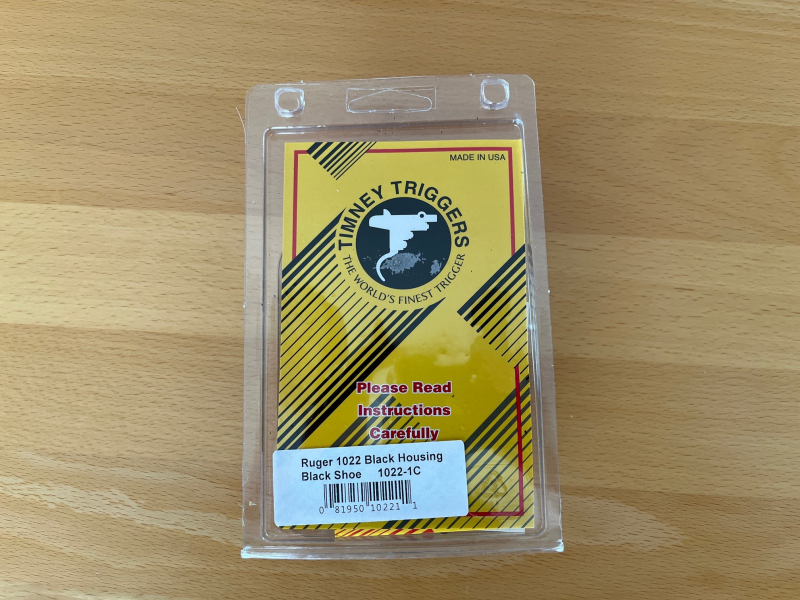 MADE IN USA
TIMNEY TRIGGERS
THE WORLD'S FINEST TRIGGER
Please Read
Instructions
Carefully
Ruger 1022 Black Housing
Black Shoe 1022-1C
0 81950 10221 1